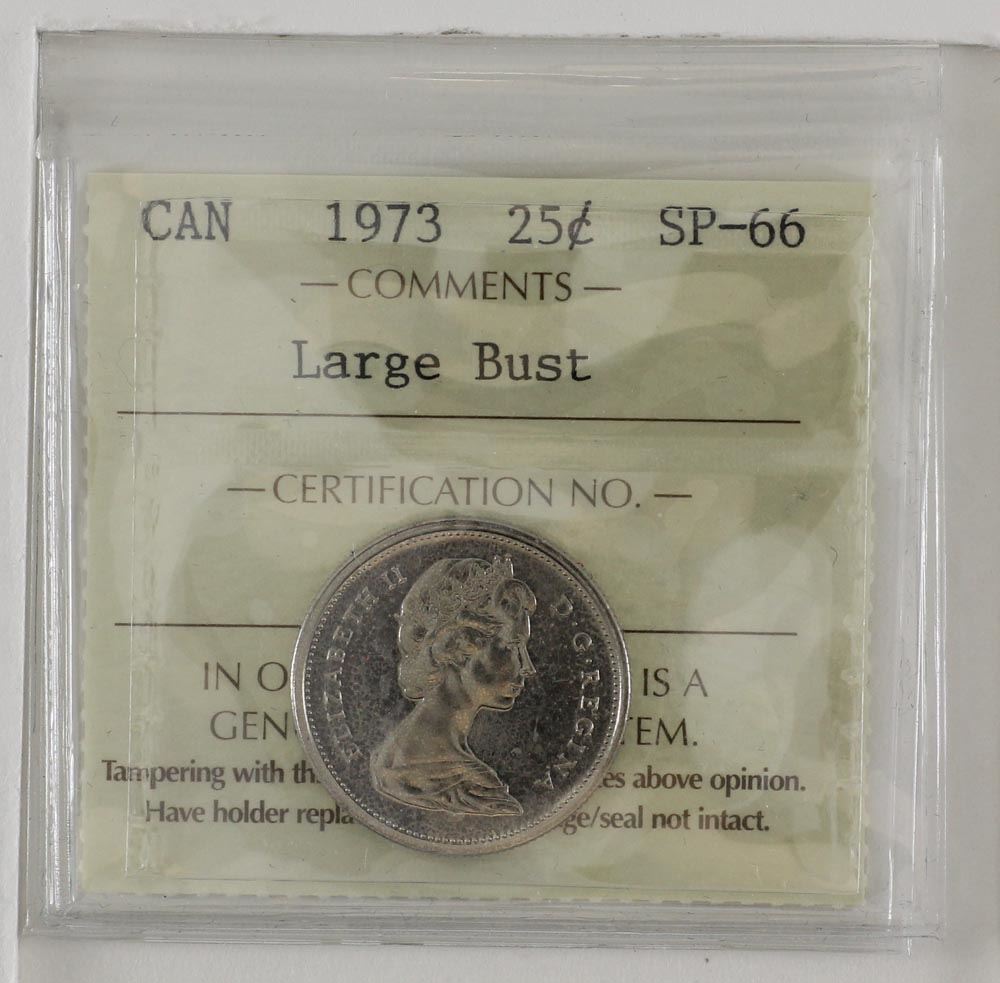 CAN 1973 25¢ SP-66
— COMMENTS —
Large Bust
— CERTIFICATION NO. —
ELIZABETH II D·G·REGINA
IN O IS A
GEN TEM.
Tampering with th es above opinion.
Have holder repla ge/seal not intact.